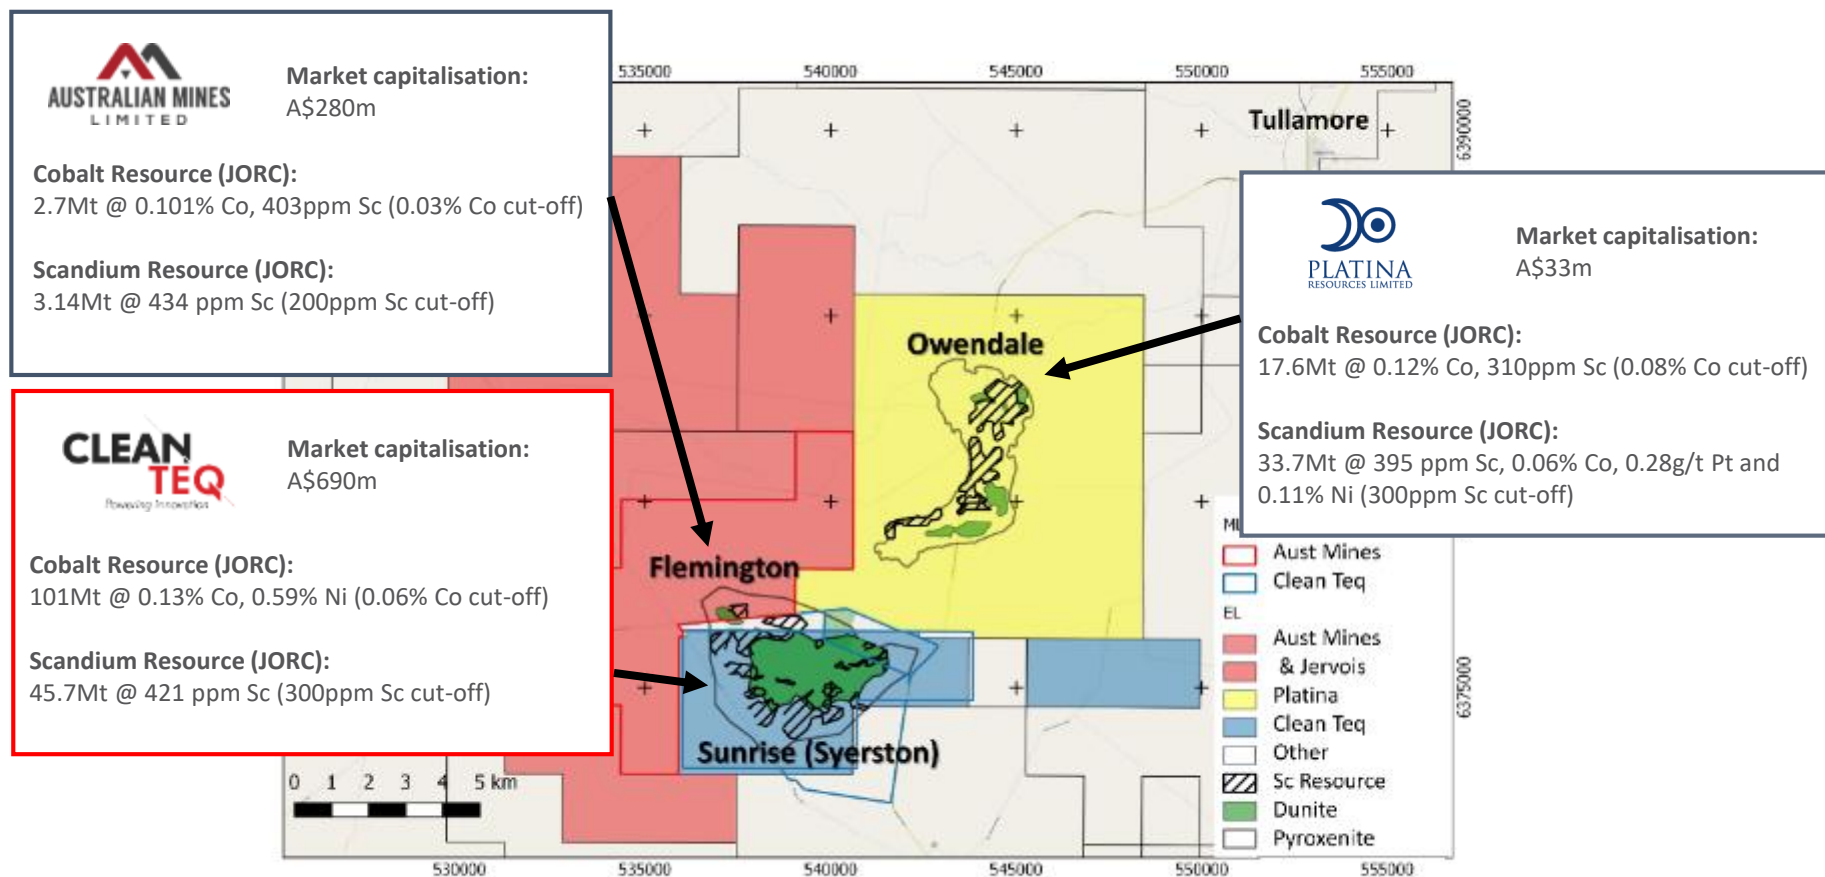 AUSTRALIAN MINES
LIMITED
Market capitalisation:
A$280m
Cobalt Resource (JORC):
2.7Mt @ 0.101% Co, 403ppm Sc (0.03% Co cut-off)
Scandium Resource (JORC):
3.14Mt @ 434 ppm Sc (200ppm Sc cut-off)
CLEAN
TEQ
Powering Innovation
Market capitalisation:
A$690m
Cobalt Resource (JORC):
101Mt @ 0.13% Co, 0.59% Ni (0.06% Co cut-off)
Scandium Resource (JORC):
45.7Mt @ 421 ppm Sc (300ppm Sc cut-off)
PLATINA
RESOURCES LIMITED
Market capitalisation:
A$33m
Cobalt Resource (JORC):
17.6Mt @ 0.12% Co, 310ppm Sc (0.08% Co cut-off)
Scandium Resource (JORC):
33.7Mt @ 395 ppm Sc, 0.06% Co, 0.28g/t Pt and
0.11% Ni (300ppm Sc cut-off)
535000 540000 545000 550000 555000
Tullamore
6390000
Owendale
Flemington
Sunrise (Syerston)
6375000
Aust Mines
Clean Teq
EL
Aust Mines
& Jervois
Platina
Clean Teq
Other
Sc Resource
Dunite
Pyroxenite
0 1 2 3 4 5 km
530000 535000 540000 545000 550000 555000